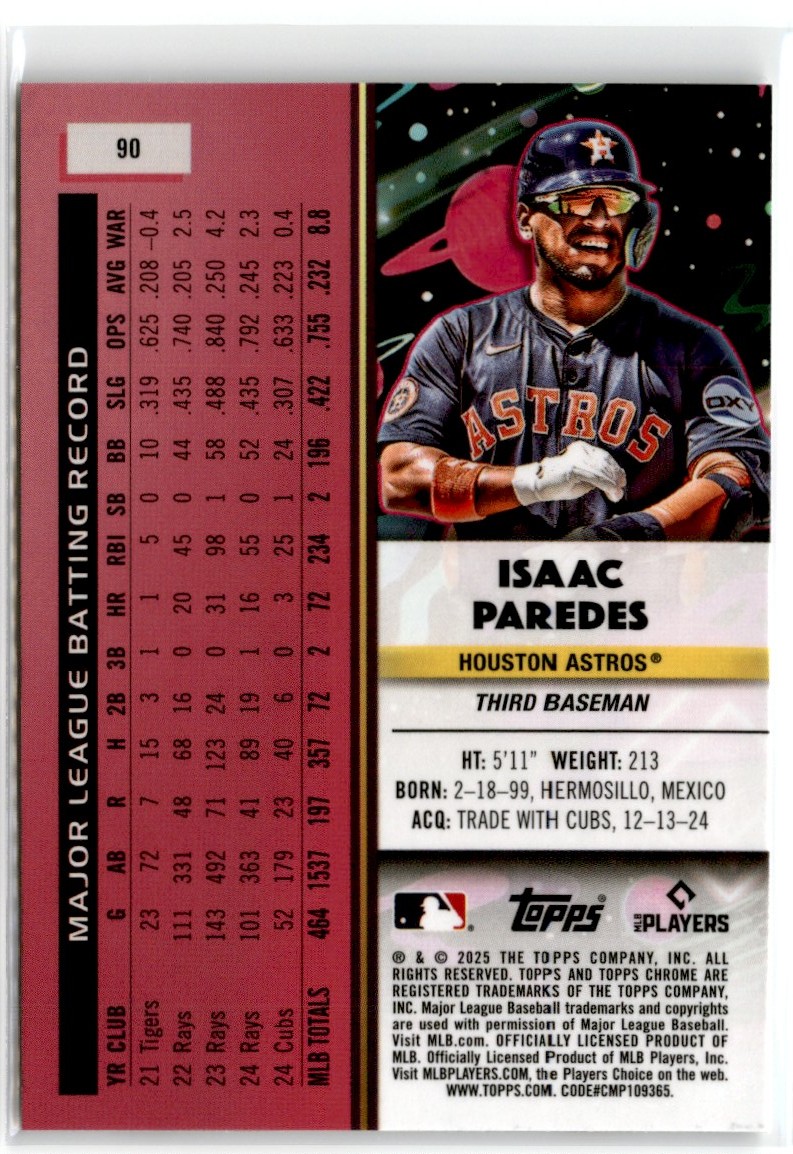 90
MAJOR LEAGUE BATTING RECORD
YR CLUB G AB R H 2B 3B HR RBI SB BB SLG OPS AVG WAR
21 Tigers 23 72 7 15 3 1 1 5 0 10 .319 .625 .208 –0.4
22 Rays 111 331 48 68 16 0 20 45 0 44 .435 .740 .205 2.5
23 Rays 143 492 71 123 24 0 31 98 1 58 .488 .840 .250 4.2
24 Rays 101 363 41 89 19 1 16 55 0 52 .435 .792 .245 2.3
24 Cubs 52 179 23 40 6 0 3 25 1 24 .307 .633 .223 0.4
MLB TOTALS 464 1537 197 357 72 2 72 234 2 196 .422 .755 .232 8.8
H
ASTROS
OXY
ISAAC
PAREDES
HOUSTON ASTROS®
THIRD BASEMAN
HT: 5'11" WEIGHT: 213
BORN: 2–18–99, HERMOSILLO, MEXICO
ACQ: TRADE WITH CUBS, 12–13–24
topps® MLB PLAYERS
® & © 2025 THE TOPPS COMPANY, INC. ALL
RIGHTS RESERVED. TOPPS AND TOPPS CHROME ARE
REGISTERED TRADEMARKS OF THE TOPPS COMPANY,
INC. Major League Baseball trademarks and copyrights
are used with permission of Major League Baseball.
Visit MLB.com. OFFICIALLY LICENSED PRODUCT OF
MLB. Officially Licensed Product of MLB Players, Inc.
Visit MLBPLAYERS.COM, the Players Choice on the web.
WWW.TOPPS.COM. CODE#CMP109365.